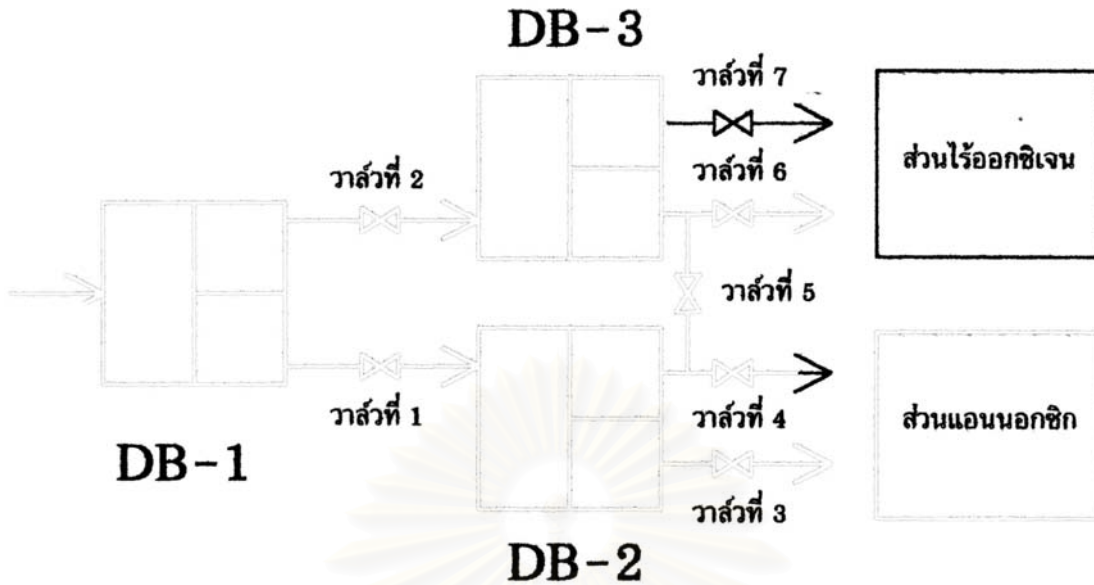 DB-3
วาล์วที่ 7
วาล์วที่ 6
ส่วนไร้ออกซิเจน
วาล์วที่ 2
วาล์วที่ 5
วาล์วที่ 1
วาล์วที่ 4
ส่วนแอนนอกซิก
DB-1
วาล์วที่ 3
DB-2